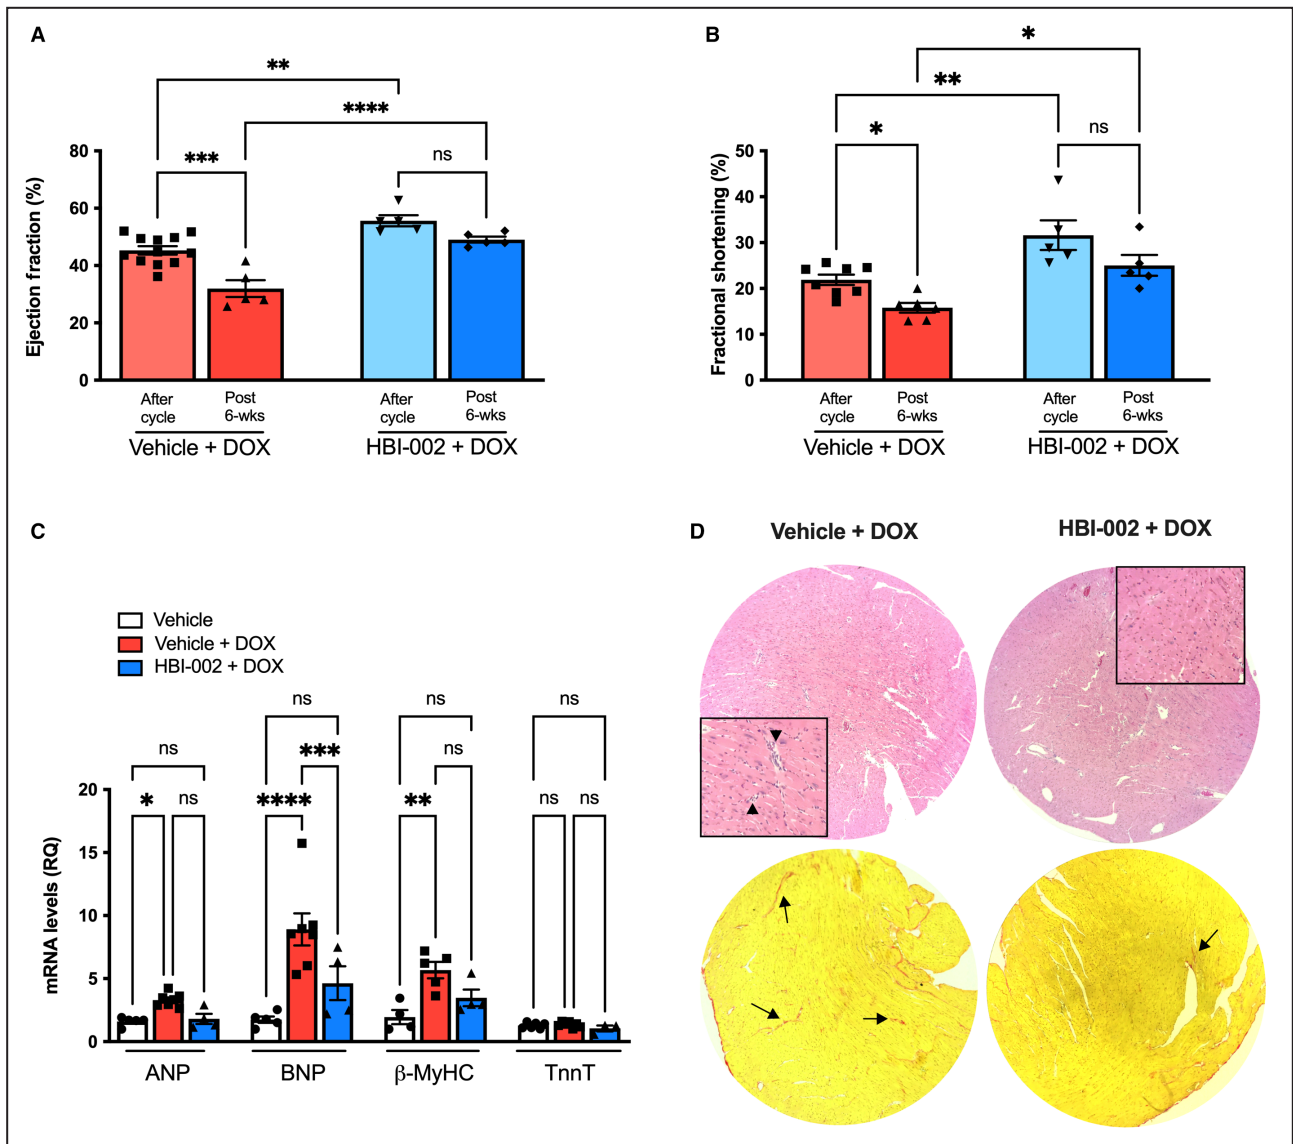 A
**
****
***
ns
Ejection fraction (%)
80
60
40
20
0
After cycle
Post 6-wks
After cycle
Post 6-wks
Vehicle + DOX
HBI-002 + DOX
B
*
**
*
ns
Fractional shortening (%)
50
40
30
20
10
0
After cycle
Post 6-wks
After cycle
Post 6-wks
Vehicle + DOX
HBI-002 + DOX
C
Vehicle
Vehicle + DOX
HBI-002 + DOX
ns
ns
ns
ns
***
ns
*
ns
****
**
ns
ns
mRNA levels (RQ)
20
15
10
5
0
ANP
BNP
β-MyHC
TnnT
D
Vehicle + DOX
HBI-002 + DOX